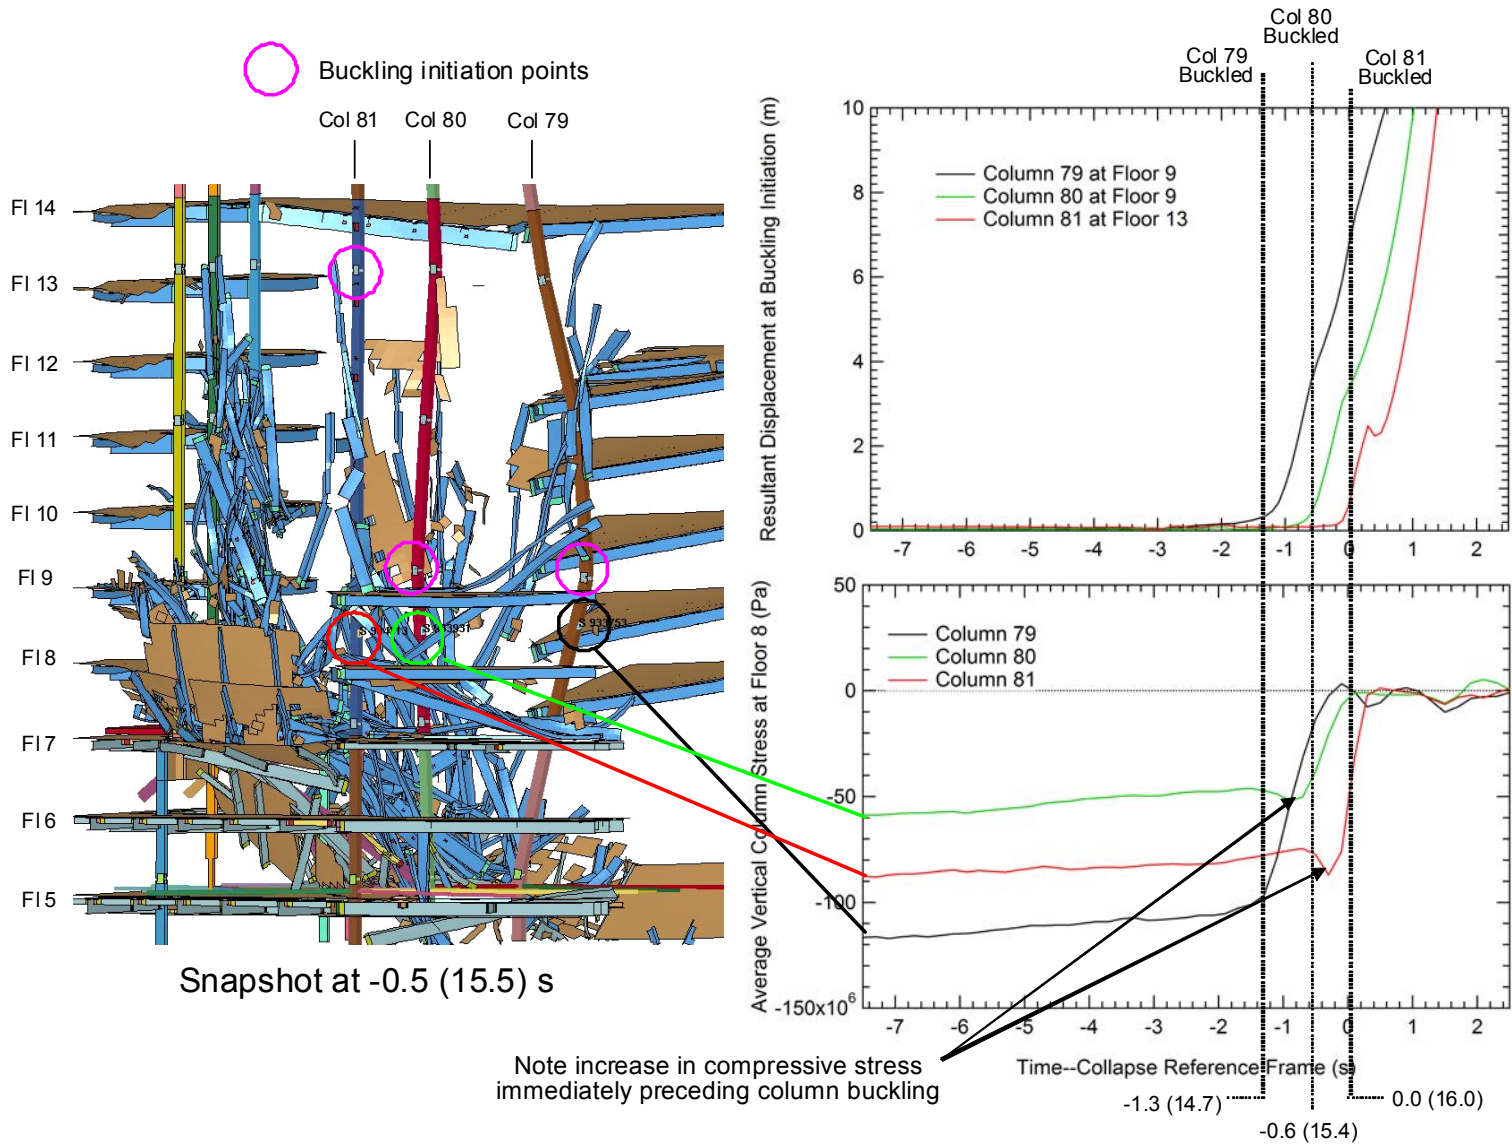 Buckling initiation points
Col 81
Col 80
Col 79
Fl 14
Fl 13
Fl 12
Fl 11
Fl 10
Fl 9
Fl 8
Fl 7
Fl 6
Fl 5
S 933753
Snapshot at -0.5 (15.5) s
Col 79
Buckled
Col 80
Buckled
Col 81
Buckled
Resultant Displacement at Buckling Initiation (m)
10
8
6
4
2
0
Column 79 at Floor 9
Column 80 at Floor 9
Column 81 at Floor 13
-7 -6 -5 -4 -3 -2 -1 0 1 2
Average Vertical Column Stress at Floor 8 (Pa)
50
0
-50
-100
-150x10⁶
Column 79
Column 80
Column 81
-7 -6 -5 -4 -3 -2 -1 0 1 2
Time--Collapse Reference Frame (s)
Note increase in compressive stress
immediately preceding column buckling
-1.3 (14.7)
-0.6 (15.4)
0.0 (16.0)